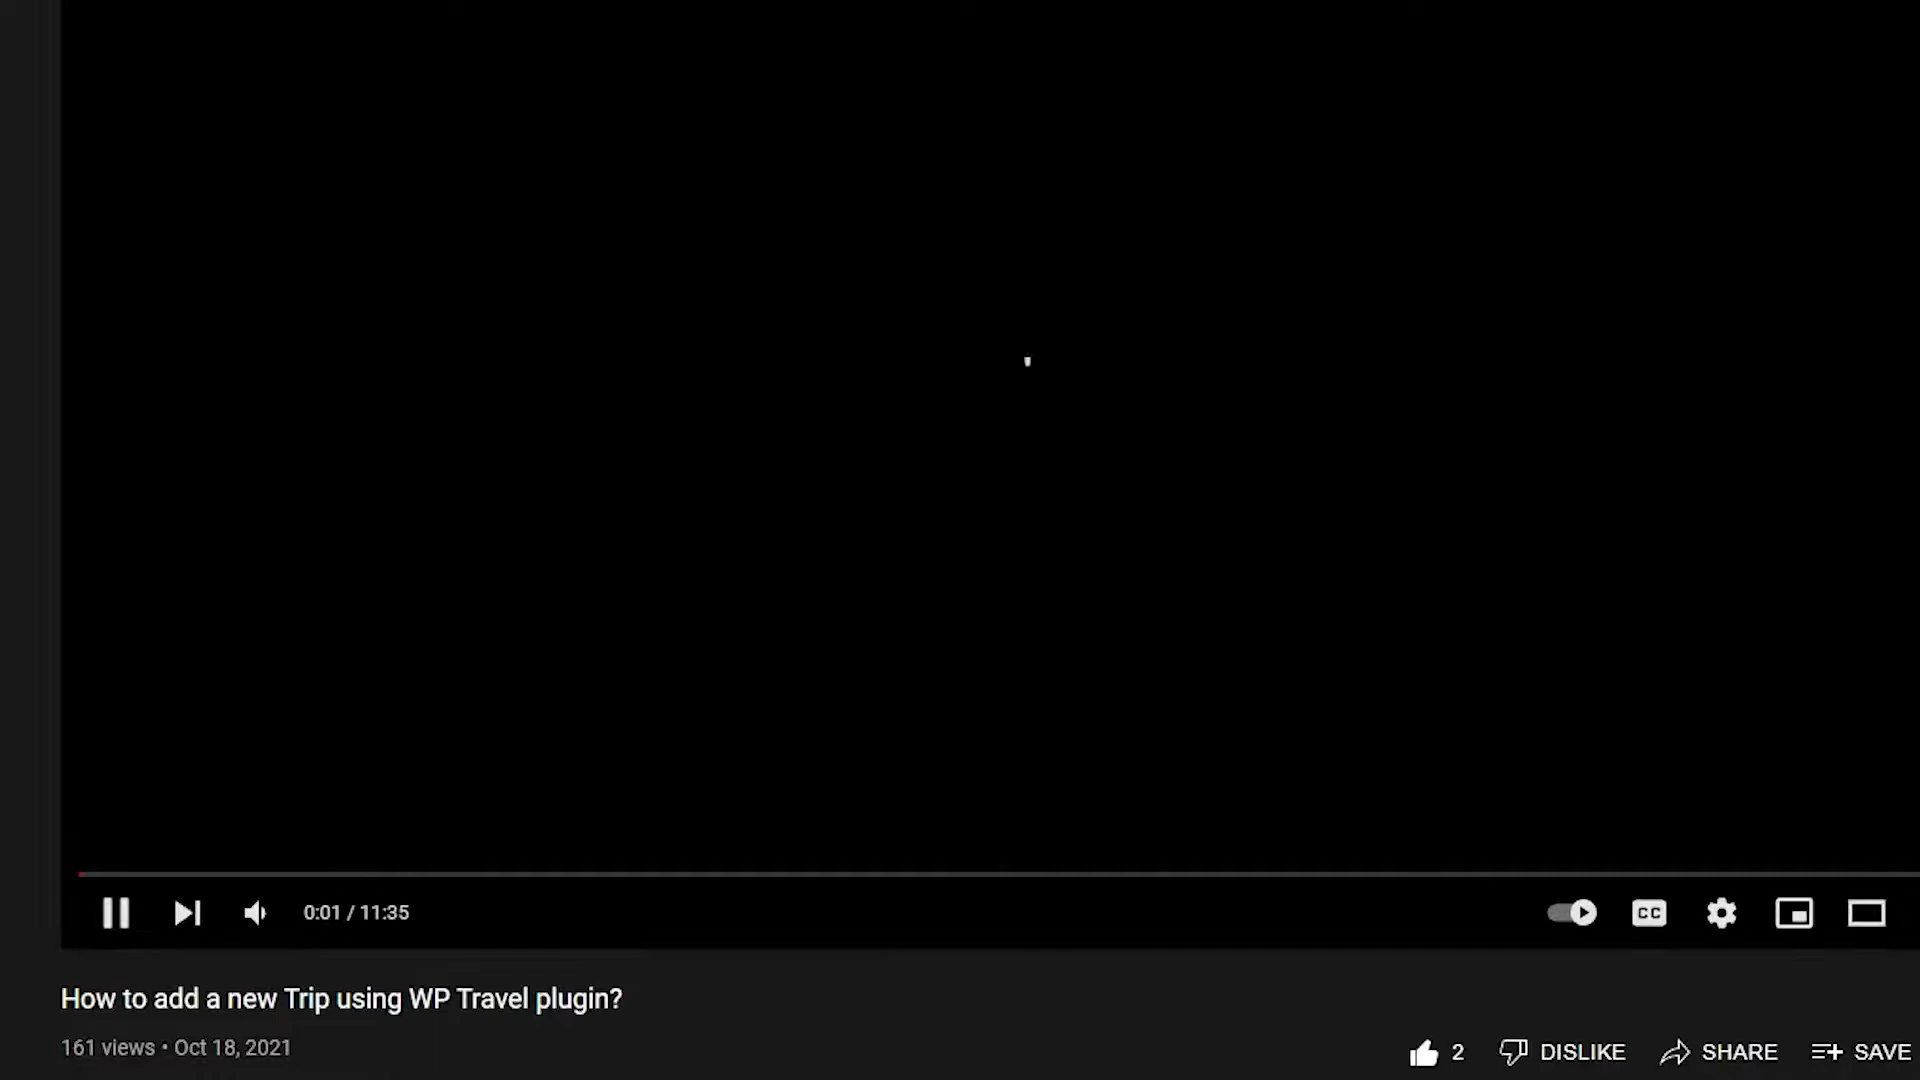 0:01 / 11:35
CC
How to add a new Trip using WP Travel plugin?
161 views • Oct 18, 2021
2 DISLIKE SHARE SAVE